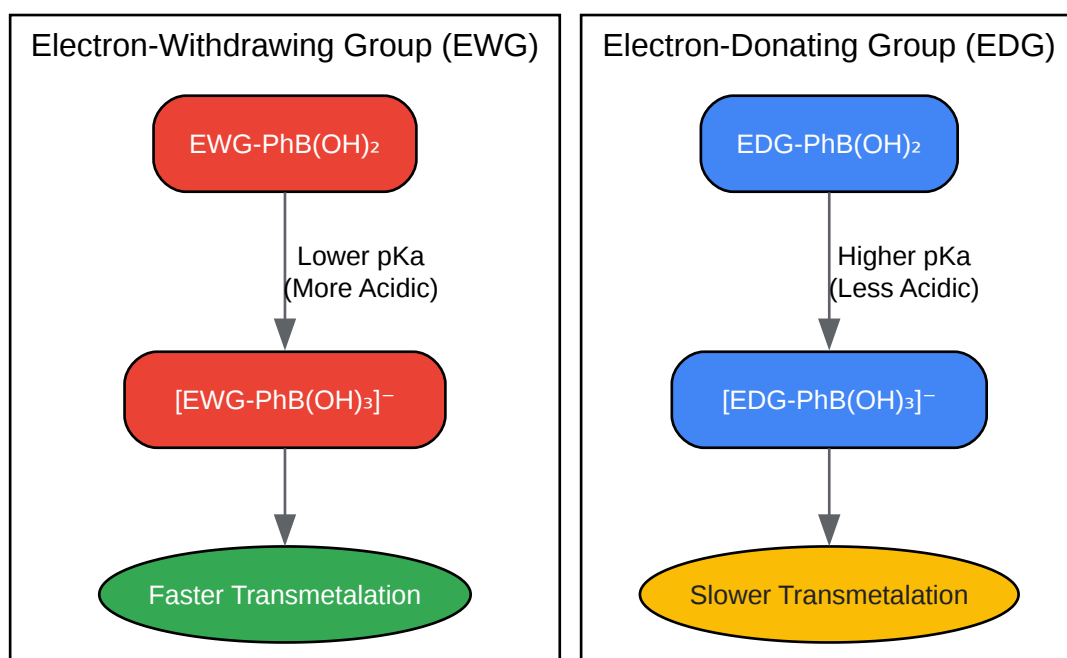 Electron-Withdrawing Group (EWG)
EWG-PhB(OH)₂
Lower pKa
(More Acidic)
[EWG-PhB(OH)₃]⁻
Faster Transmetalation
Electron-Donating Group (EDG)
EDG-PhB(OH)₂
Higher pKa
(Less Acidic)
[EDG-PhB(OH)₃]⁻
Slower Transmetalation